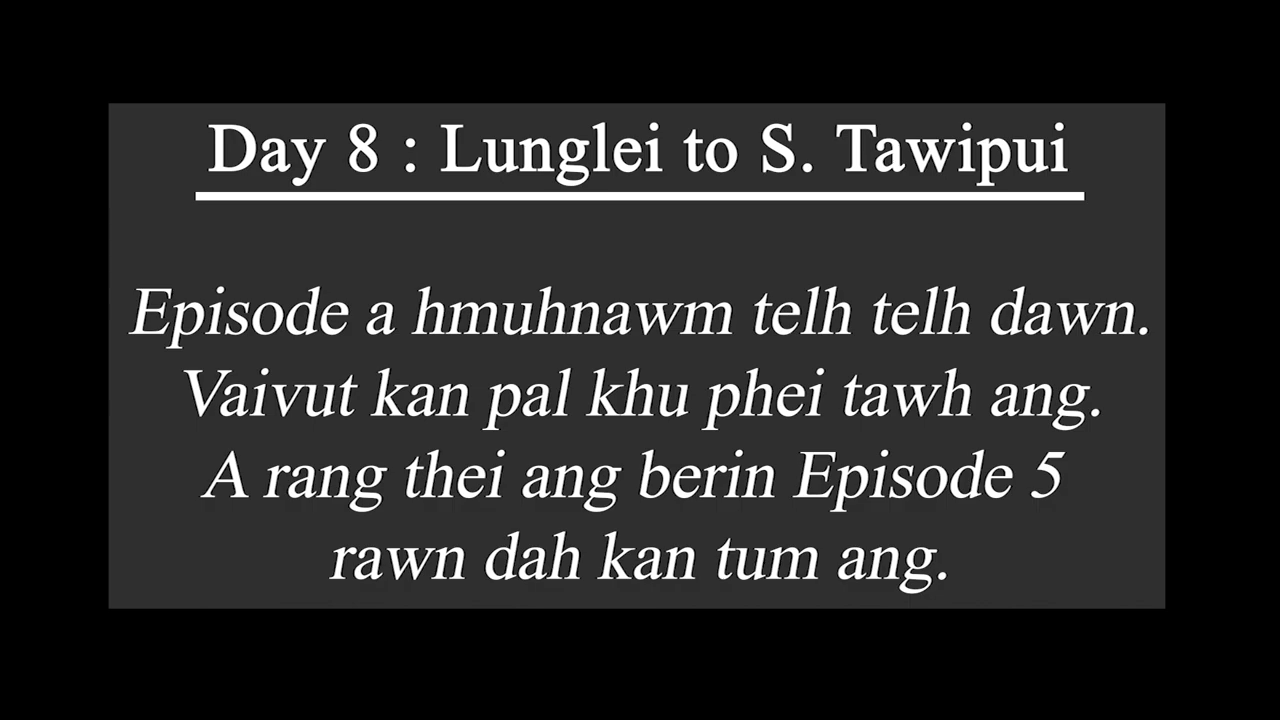 Day 8 : Lunglei to S. Tawipui
Episode a hmuhnawm telh telh dawn.
Vaivut kan pal khu phei tawh ang.
A rang thei ang berin Episode 5
rawn dah kan tum ang.